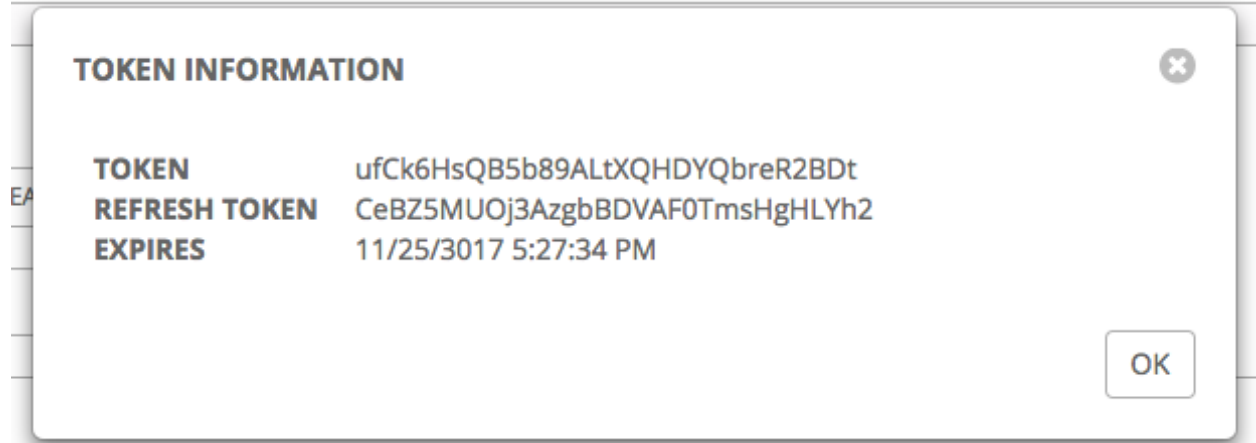 TOKEN INFORMATION
TOKEN ufCk6HsQB5b89ALtXQHDYQbreR2BDt
REFRESH TOKEN CeBZ5MUOj3AzgbBDVAF0TmsHgHLYh2
EXPIRES 11/25/3017 5:27:34 PM
OK